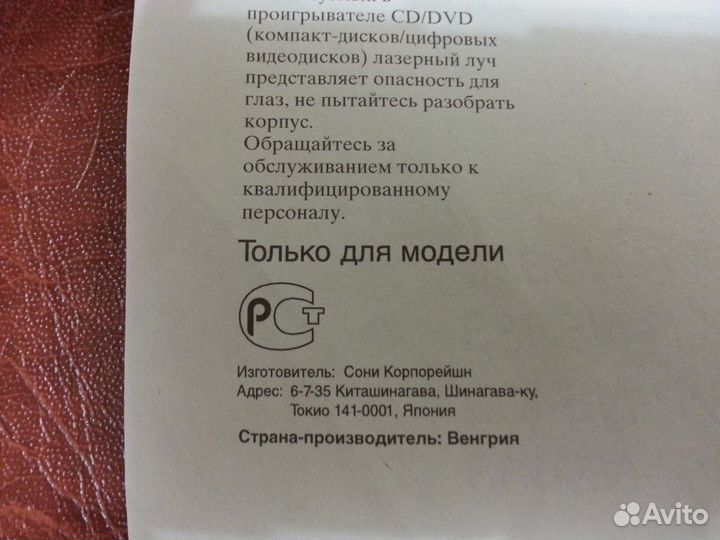 проигрывателе CD/DVD
(компакт-дисков/цифровых
видеодисков) лазерный луч
представляет опасность для
глаз, не пытайтесь разобрать
корпус.
Обращайтесь за
обслуживанием только к
квалифицированному
персоналу.
Только для модели
РСТ
Изготовитель: Сони Корпорейшн
Адрес: 6-7-35 Киташинагава, Шинагава-ку,
Токио 141-0001, Япония
Страна-производитель: Венгрия
Avito